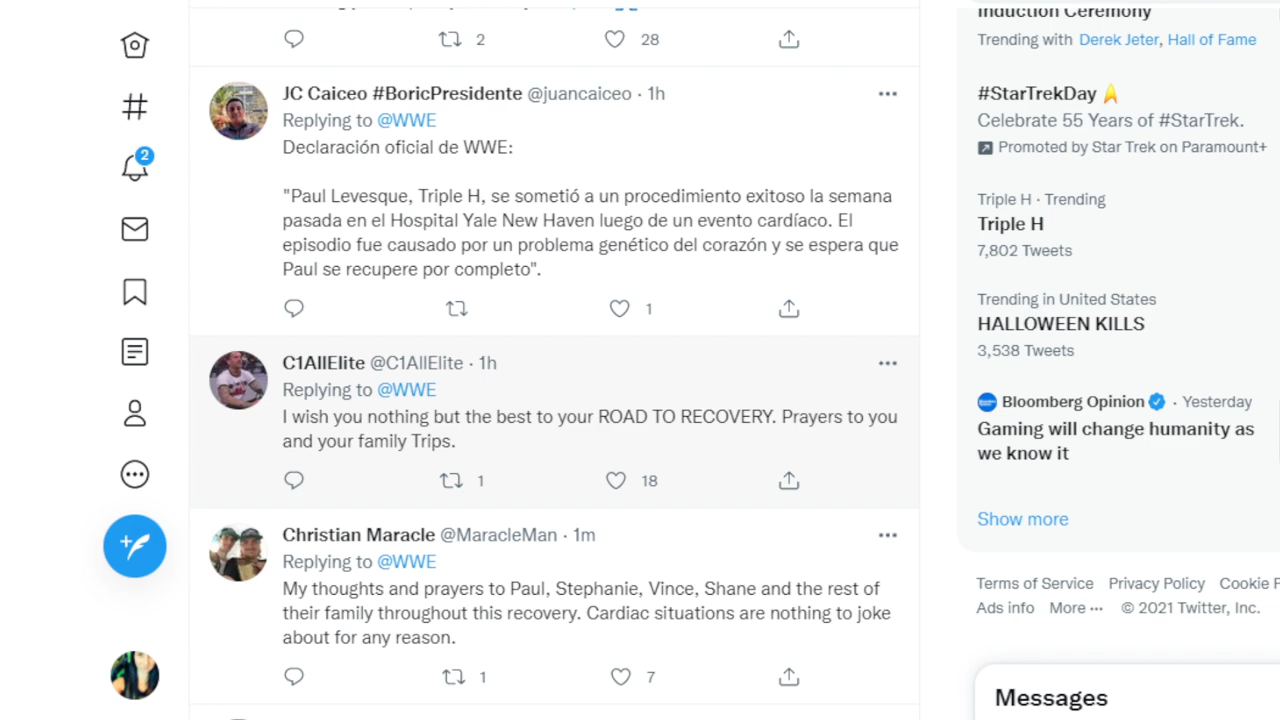 2
28
JC Caiceo #BoricPresidente @juancaiceo · 1h
Replying to @WWE
Declaración oficial de WWE:
"Paul Levesque, Triple H, se sometió a un procedimiento exitoso la semana
pasada en el Hospital Yale New Haven luego de un evento cardíaco. El
episodio fue causado por un problema genético del corazón y se espera que
Paul se recupere por completo".
1
C1AllElite @C1AllElite · 1h
Replying to @WWE
I wish you nothing but the best to your ROAD TO RECOVERY. Prayers to you
and your family Trips.
1 18
Christian Maracle @MaracleMan · 1m
Replying to @WWE
My thoughts and prayers to Paul, Stephanie, Vince, Shane and the rest of
their family throughout this recovery. Cardiac situations are nothing to joke
about for any reason.
1 7
2
Induction Ceremony
Trending with Derek Jeter, Hall of Fame
#StarTrekDay
Celebrate 55 Years of #StarTrek.
Promoted by Star Trek on Paramount+
Triple H · Trending
Triple H
7,802 Tweets
Trending in United States
HALLOWEEN KILLS
3,538 Tweets
Bloomberg Opinion · Yesterday
Gaming will change humanity as
we know it
Show more
Terms of Service Privacy Policy Cookie
Ads info More ··· © 2021 Twitter, Inc.
Messages